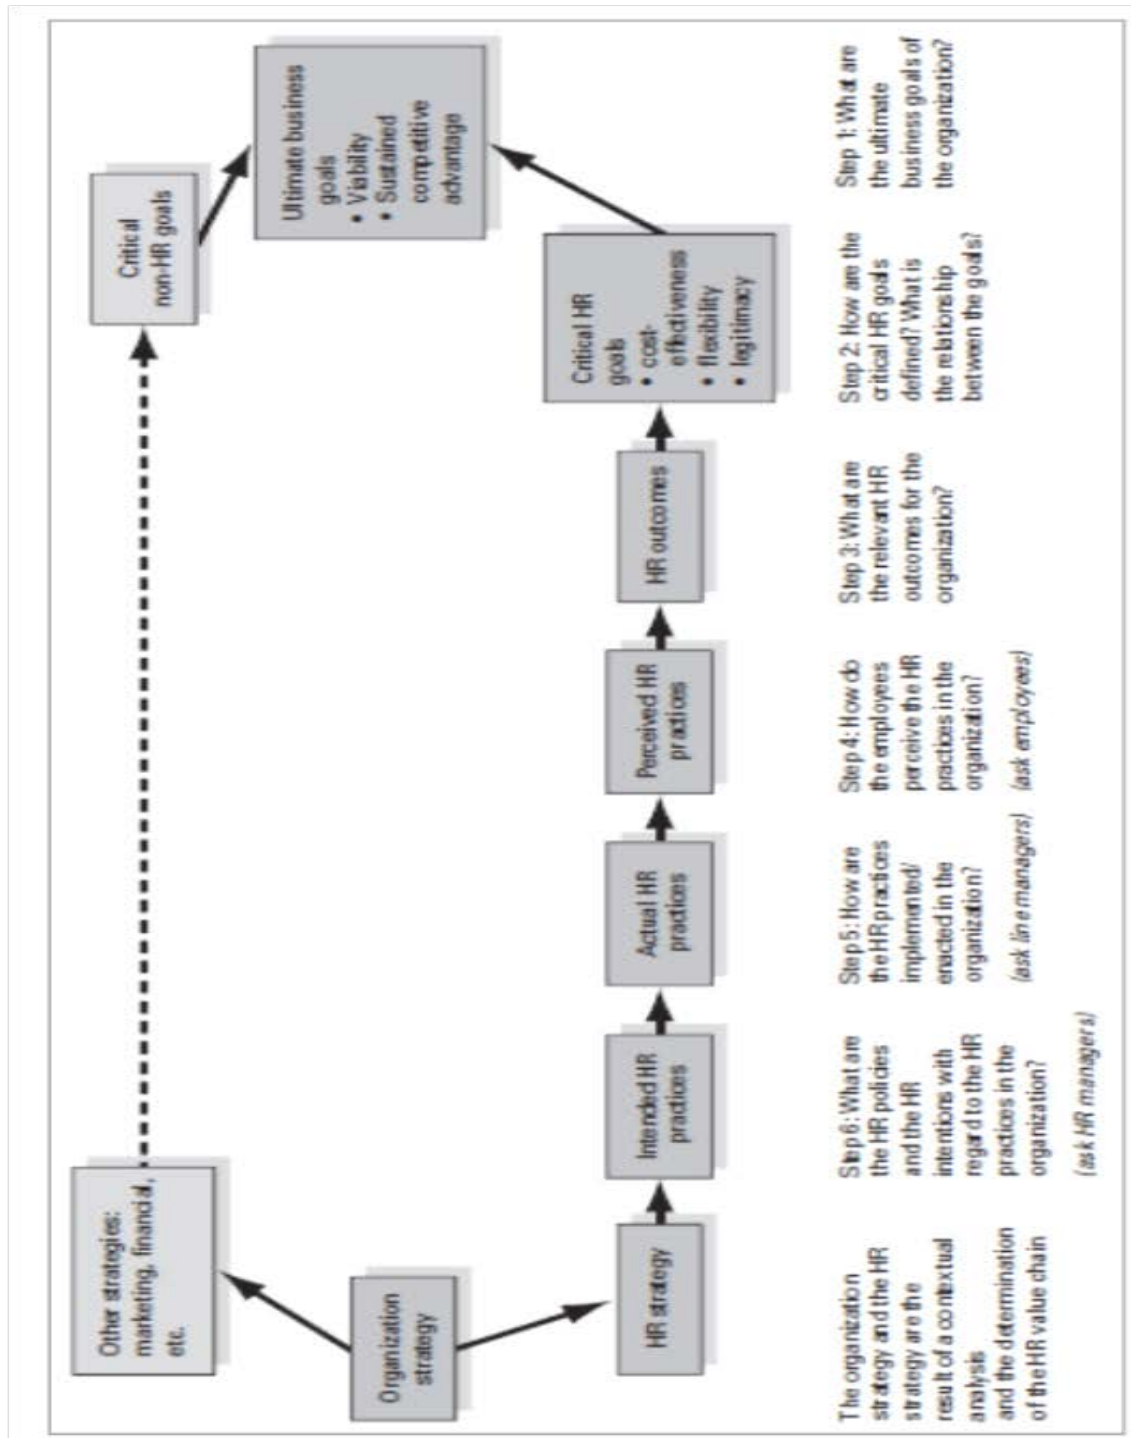 Other strategies:
marketing, financial,
etc.
Critical
non-HR goals
Organization
strategy
Ultimate business
goals
• Viability
• Sustained
competitive
advantage
HR strategy
Intended HR
practices
Actual HR
practices
Perceived HR
practices
HR outcomes
Critical HR
goals
• cost-
effectiveness
• flexibility
• legitimacy
The organization
strategy and the HR
strategy are the
result of a contextual
analysis
and the determination
of the HR value chain
Step 6: What are
the HR policies
and the HR
intentions with
regard to the HR
practices in the
organization?
(ask HR managers)
Step 5: How are
the HR practices
implemented/
enacted in the
organization?
(ask line managers)
Step 4: How do
the employees
perceive the HR
practices in the
organization?
(ask employees)
Step 3: What are
the relevant HR
outcomes for the
organization?
Step 2: How are the
critical HR goals
defined? What is
the relationship
between the goals?
Step 1: What are
the ultimate
business goals of
the organization?